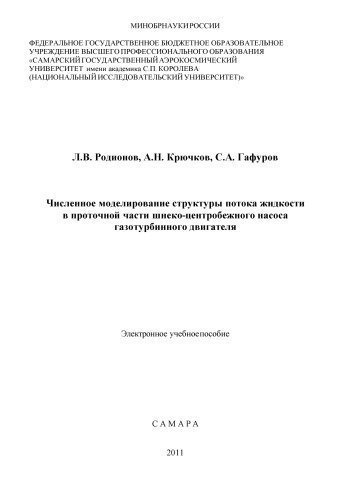 МИНОБРНАУКИ РОССИИ
ФЕДЕРАЛЬНОЕ ГОСУДАРСТВЕННОЕ БЮДЖЕТНОЕ ОБРАЗОВАТЕЛЬНОЕ
УЧРЕЖДЕНИЕ ВЫСШЕГО ПРОФЕССИОНАЛЬНОГО ОБРАЗОВАНИЯ
«САМАРСКИЙ ГОСУДАРСТВЕННЫЙ АЭРОКОСМИЧЕСКИЙ
УНИВЕРСИТЕТ имени академика С.П. КОРОЛЕВА
(НАЦИОНАЛЬНЫЙ ИССЛЕДОВАТЕЛЬСКИЙ УНИВЕРСИТЕТ)»
Л.В. Родионов, А.Н. Крючков, С.А. Гафуров
Численное моделирование структуры потока жидкости
в проточной части шнеко-центробежного насоса
газотурбинного двигателя
Электронное учебное пособие
С А М А Р А
2011